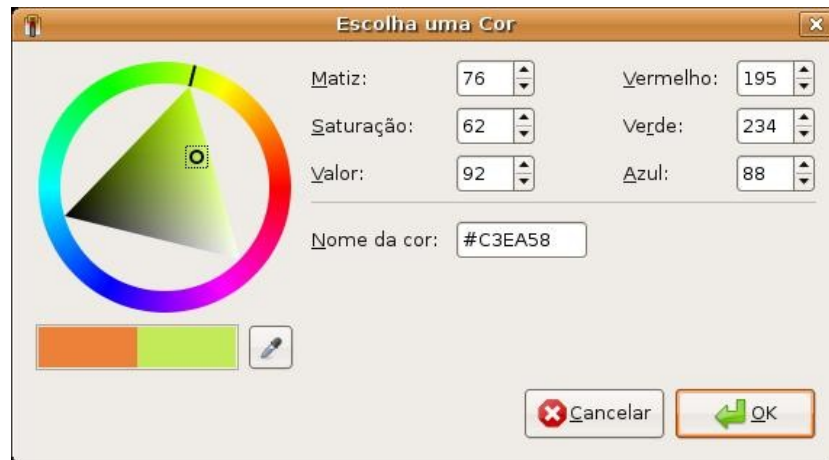 Escolha uma Cor
Matiz: 76 Vermelho: 195
Saturação: 62 Verde: 234
Valor: 92 Azul: 88
Nome da cor: #C3EA58
Cancelar OK